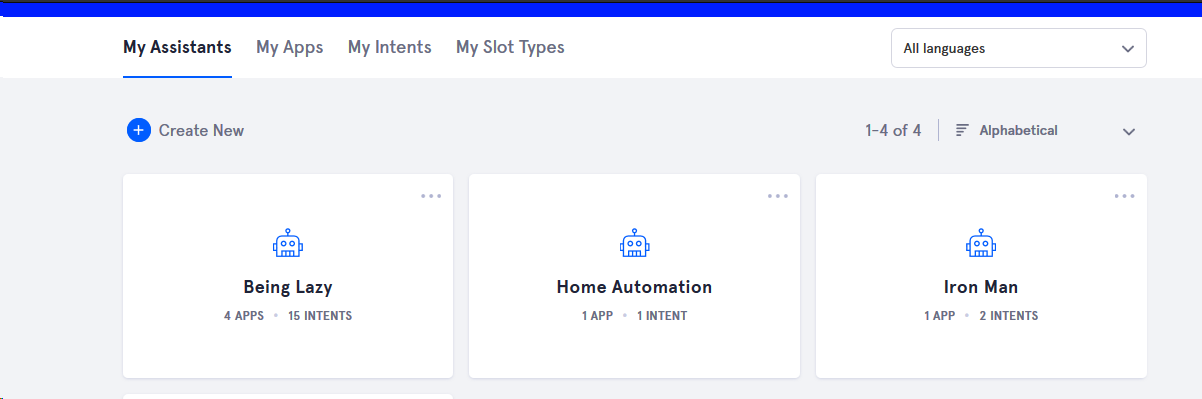 My Assistants My Apps My Intents My Slot Types All languages
Create New 1-4 of 4 Alphabetical
Being Lazy Home Automation Iron Man
4 APPS • 15 INTENTS 1 APP • 1 INTENT 1 APP • 2 INTENTS